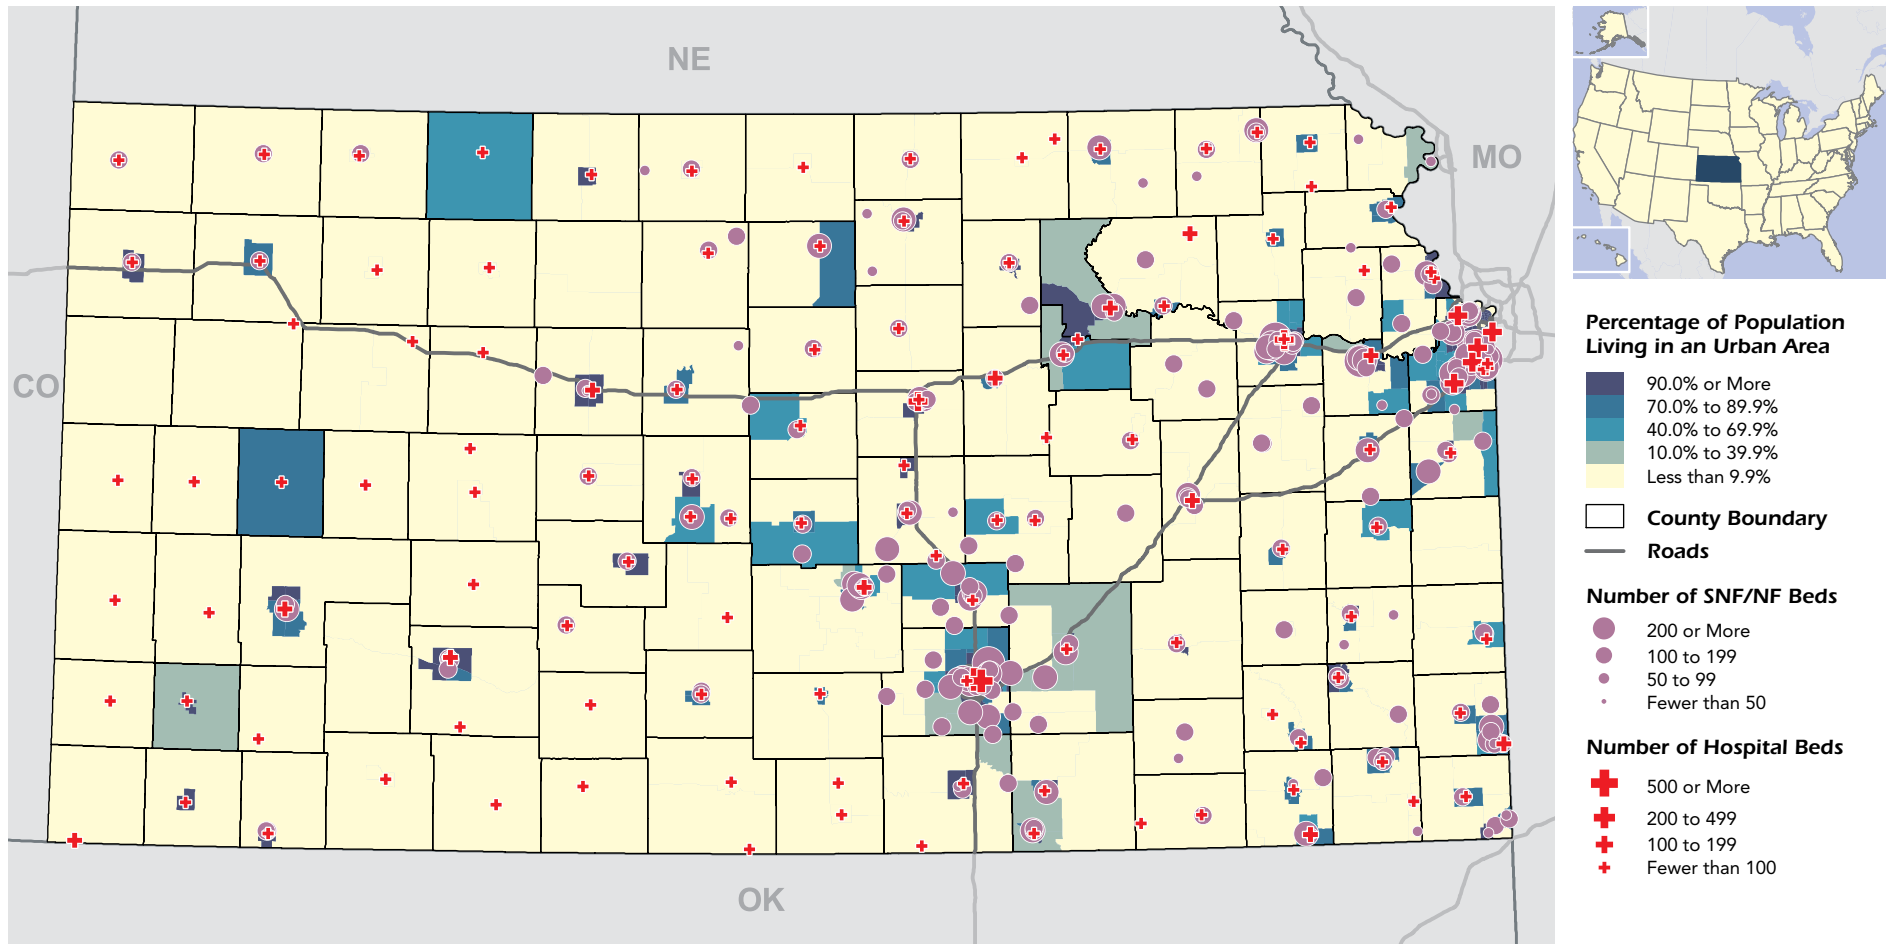 NE
MO
CO
OK
Percentage of Population
Living in an Urban Area
90.0% or More
70.0% to 89.9%
40.0% to 69.9%
10.0% to 39.9%
Less than 9.9%
County Boundary
Roads
Number of SNF/NF Beds
200 or More
100 to 199
50 to 99
Fewer than 50
Number of Hospital Beds
500 or More
200 to 499
100 to 199
Fewer than 100